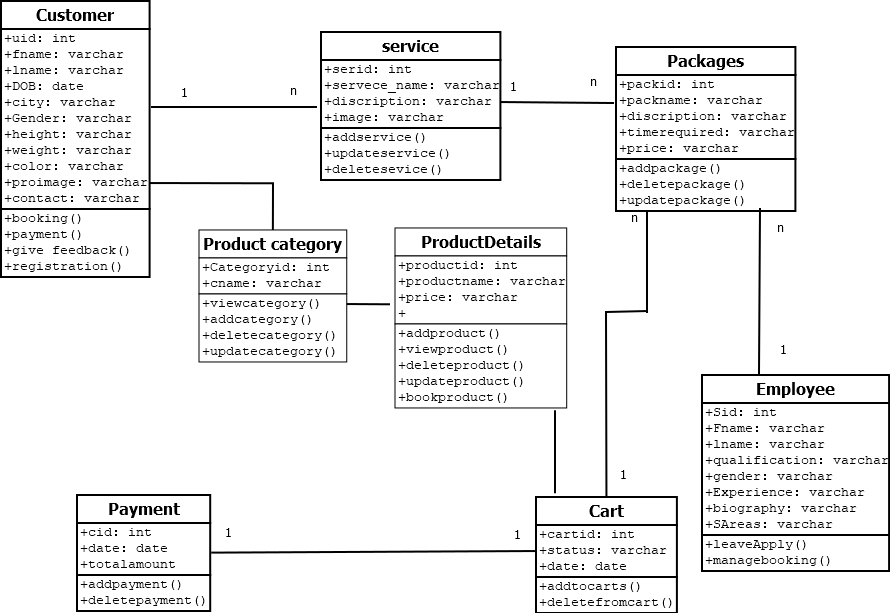 Customer
+uid: int
+fname: varchar
+lname: varchar
+DOB: date
+city: varchar
+Gender: varchar
+height: varchar
+weight: varchar
+color: varchar
+proimage: varchar
+contact: varchar
+booking()
+payment()
+give feedback()
+registration()
1
n
service
+serid: int
+servece_name: varchar
+discription: varchar
+image: varchar
+addservice()
+updateservice()
+deletesevice()
1
n
Packages
+packid: int
+packname: varchar
+discription: varchar
+timerequired: varchar
+price: varchar
+addpackage()
+deletepackage()
+updatepackage()
n
n
Product category
+Categoryid: int
+cname: varchar
+viewcategory()
+addcategory()
+deletecategory()
+updatecategory()
ProductDetails
+productid: int
+productname: varchar
+price: varchar
+
+addproduct()
+viewproduct()
+deleteproduct()
+updateproduct()
+bookproduct()
1
Employee
+Sid: int
+Fname: varchar
+lname: varchar
+qualification: varchar
+gender: varchar
+Experience: varchar
+biography: varchar
+SAreas: varchar
+leaveApply()
+managebooking()
1
Payment
+cid: int
+date: date
+totalamount
+addpayment()
+deletepayment()
1
1
Cart
+cartid: int
+status: varchar
+date: date
+addtocarts()
+deletefromcart()